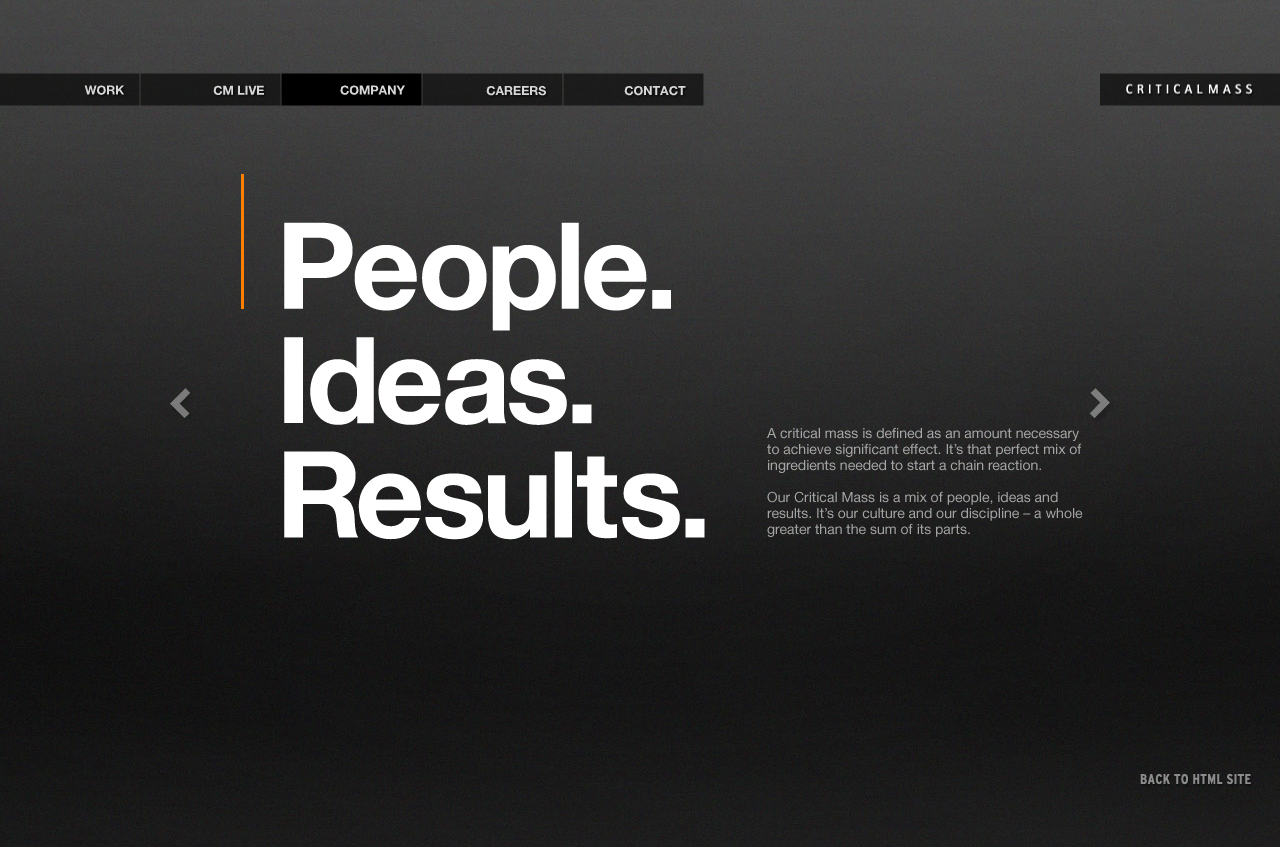 WORK
CM LIVE
COMPANY
CAREERS
CONTACT
CRITICALMASS
People.
Ideas.
Results.
A critical mass is defined as an amount necessary
to achieve significant effect. It’s that perfect mix of
ingredients needed to start a chain reaction.
Our Critical Mass is a mix of people, ideas and
results. It’s our culture and our discipline – a whole
greater than the sum of its parts.
BACK TO HTML SITE